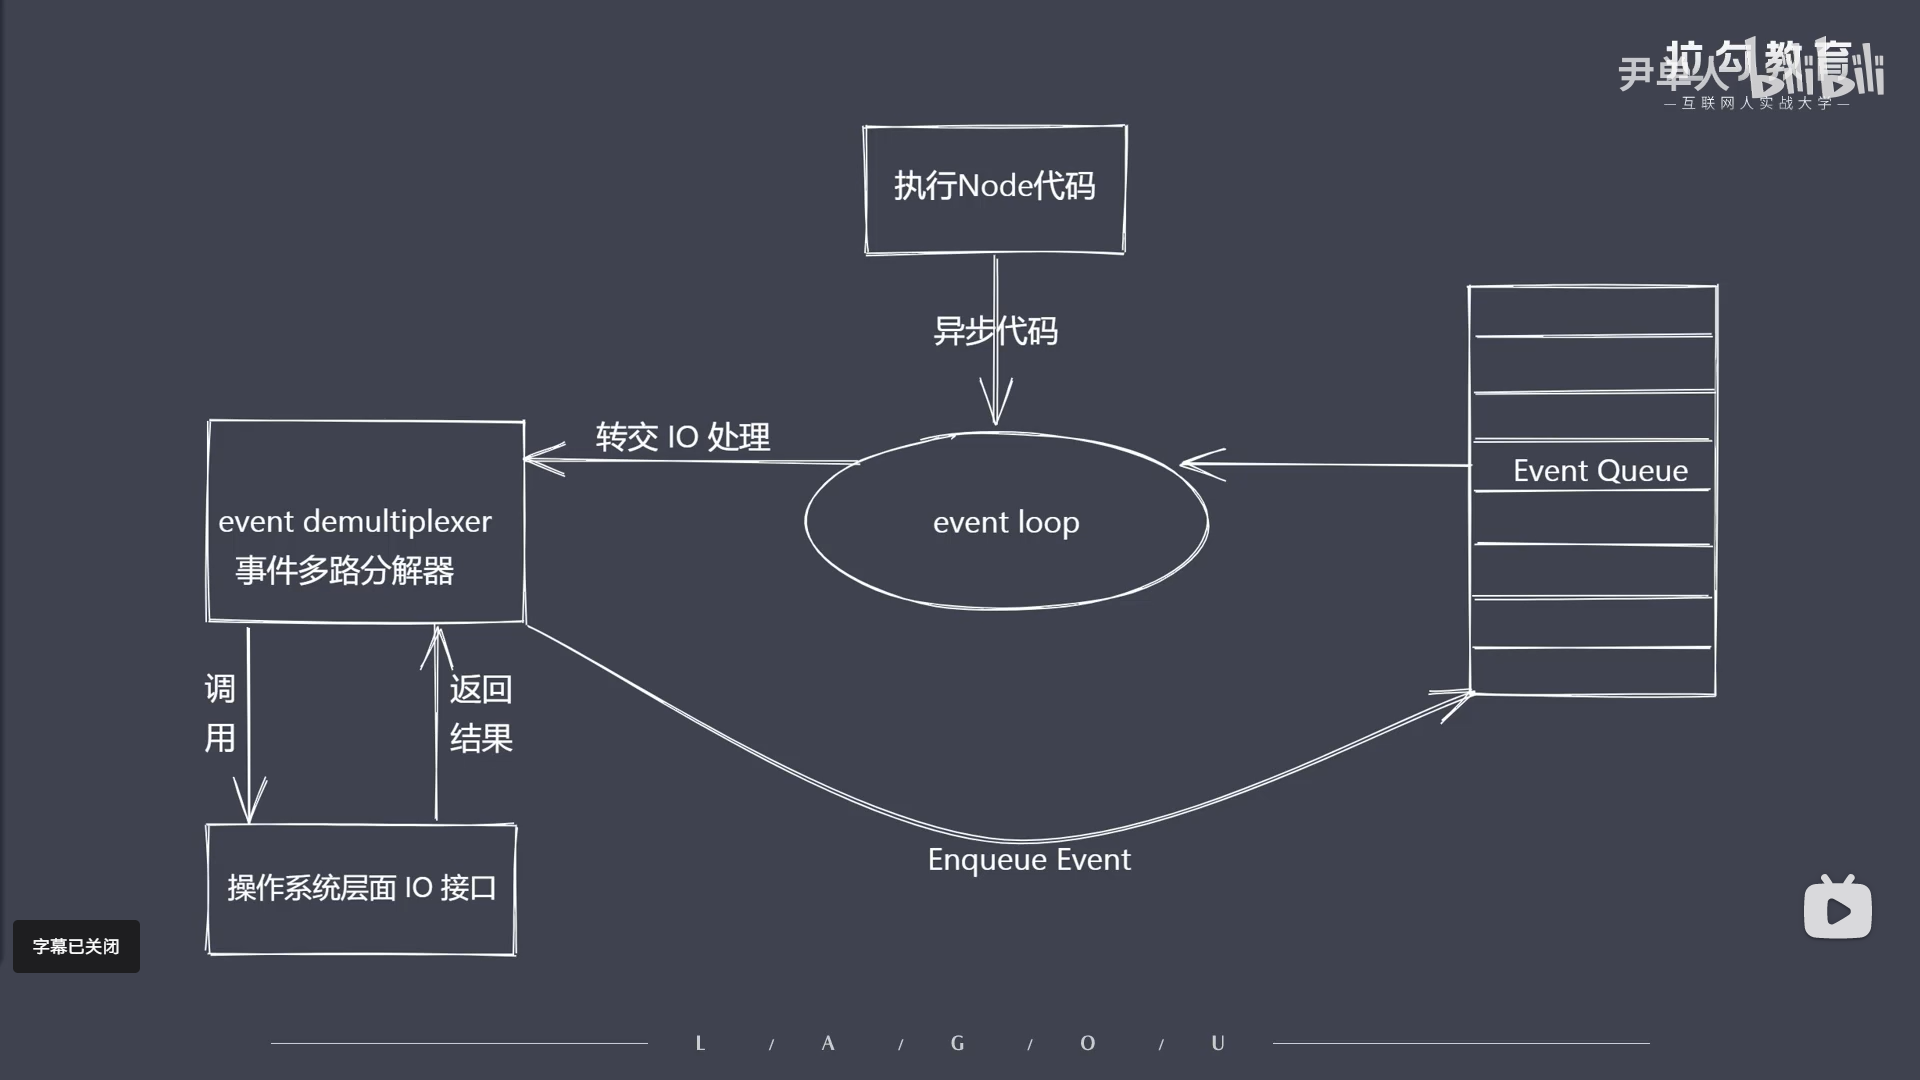 拉勾教育
尹单人
bilibili
—互联网人实战大学—
执行Node代码
异步代码
转交 IO 处理
Event Queue
event demultiplexer
事件多路分解器
event loop
调
用
返回
结果
Enqueue Event
操作系统层面 IO 接口
字幕已关闭
L / A / G / O / U